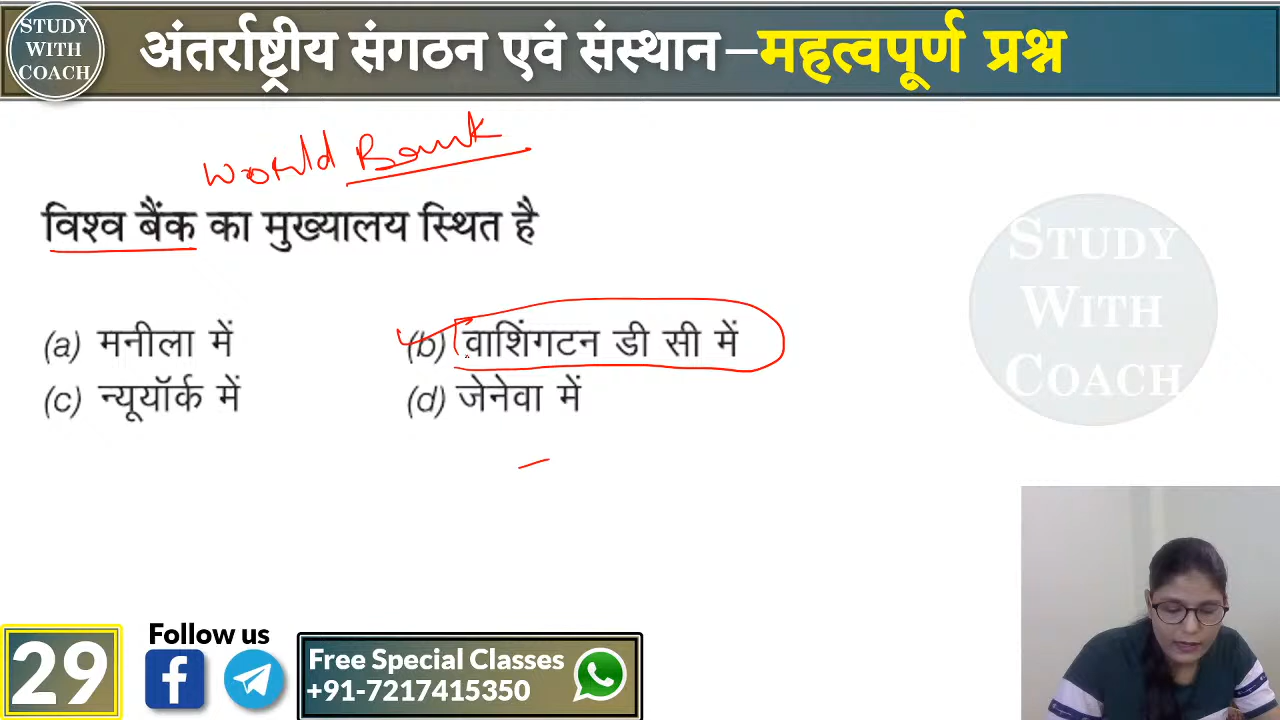 STUDY
WITH
COACH
अंतर्राष्ट्रीय संगठन एवं संस्थान – महत्वपूर्ण प्रश्न
World Bank
विश्व बैंक का मुख्यालय स्थित है
(a) मनीला में
(b) वाशिंगटन डी सी में
(c) न्यूयॉर्क में
(d) जेनेवा में
STUDY
WITH
COACH
29
Follow us
Free Special Classes
+91-7217415350